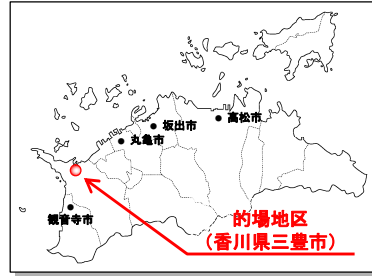 高松市
坂出市
丸亀市
観音寺市
的場地区
（香川県三豊市）